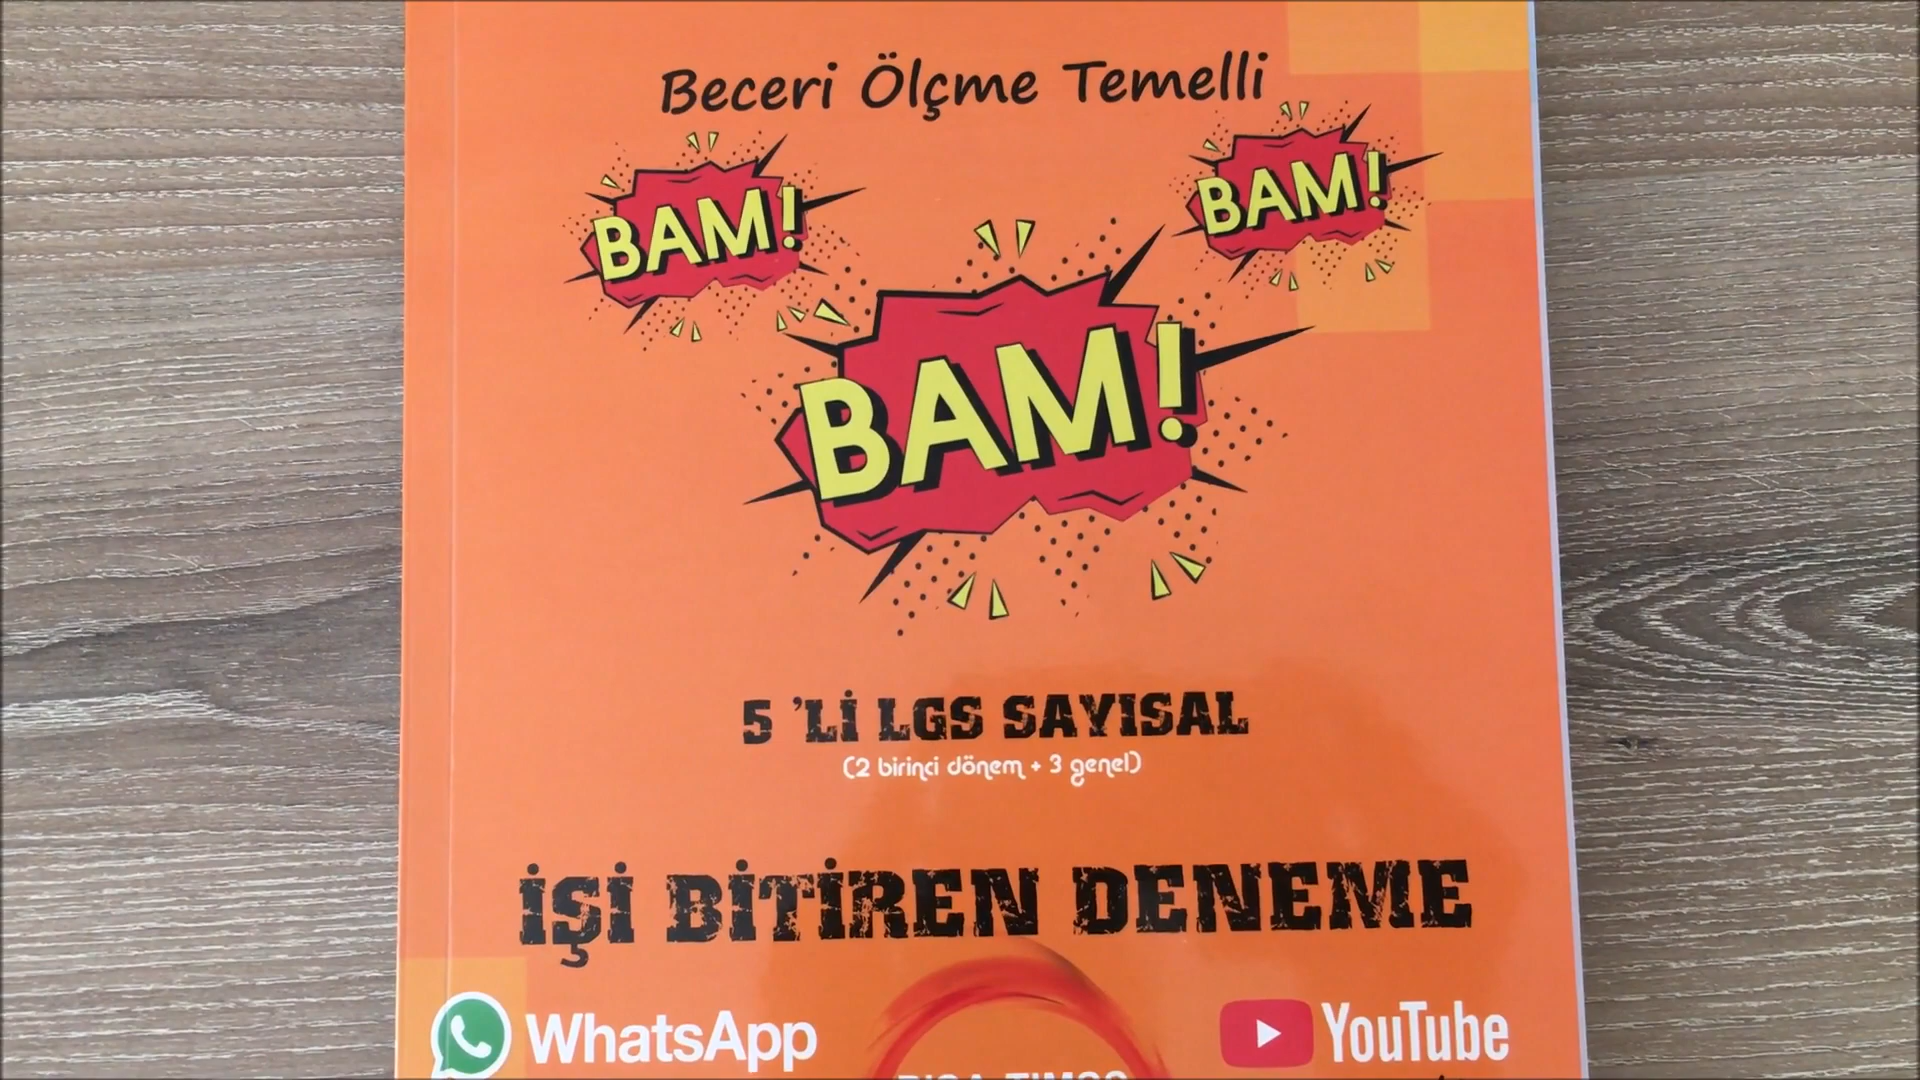 Beceri Ölçme Temelli
BAM!
BAM!
BAM!
5 'Lİ LGS SAYISAL
(2 birinci dönem + 3 genel)
İŞİ BİTİREN DENEME
WhatsApp
YouTube